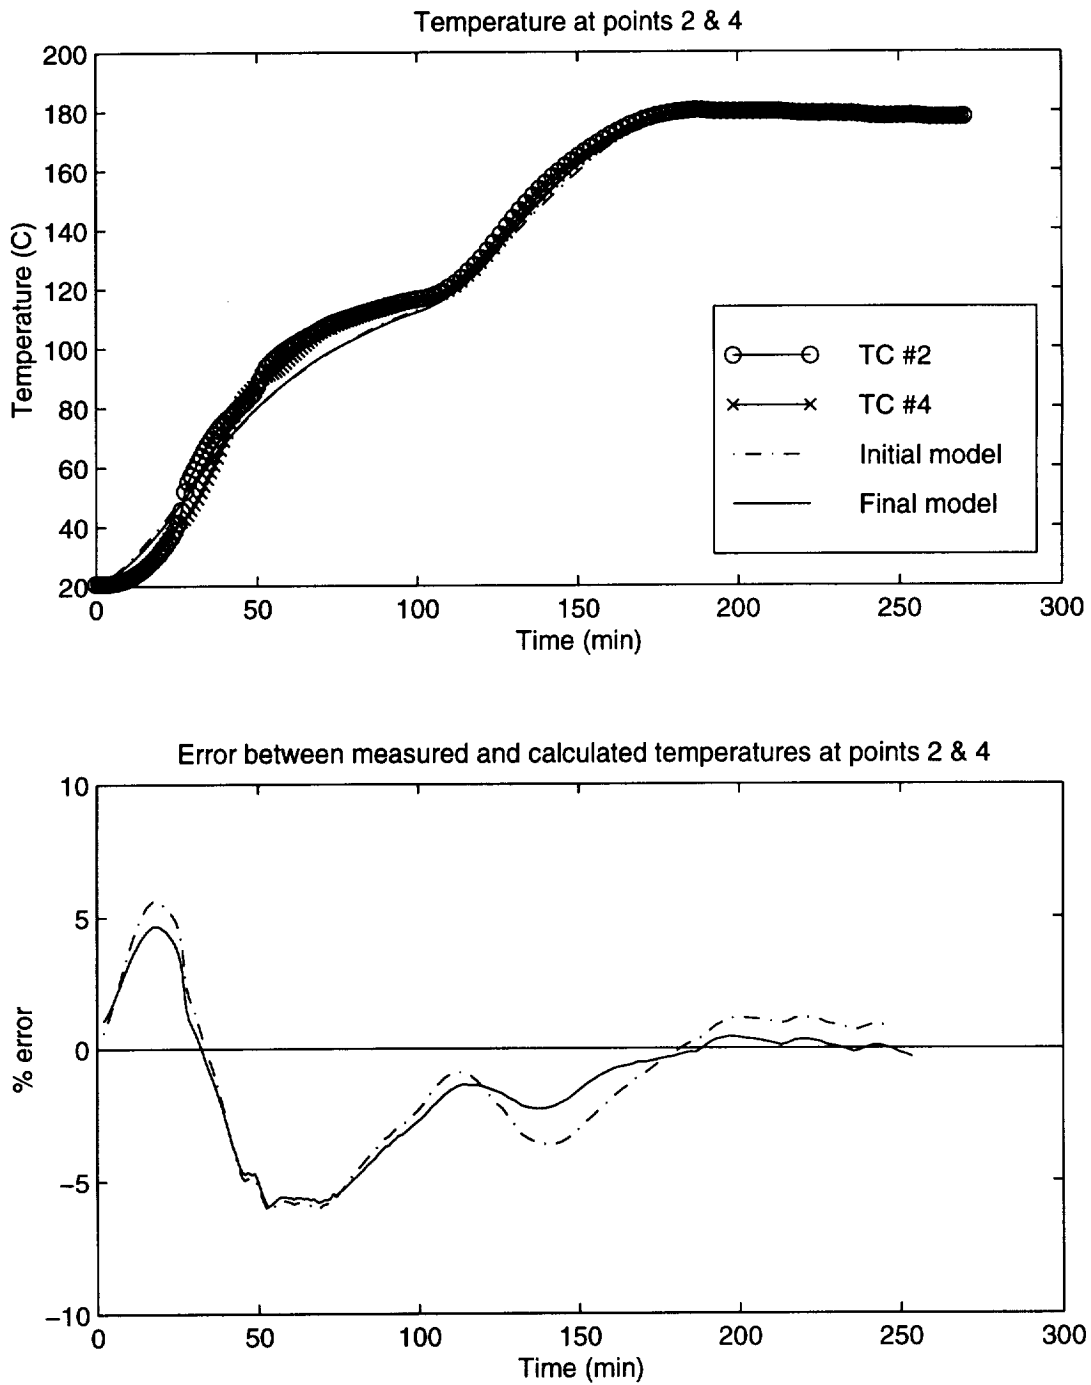 Temperature at points 2 & 4
200
180
160
140
120
100
80
60
40
20
Temperature (C)
TC #2
TC #4
Initial model
Final model
0 50 100 150 200 250 300
Time (min)
Error between measured and calculated temperatures at points 2 & 4
10
5
0
−5
−10
% error
0 50 100 150 200 250 300
Time (min)